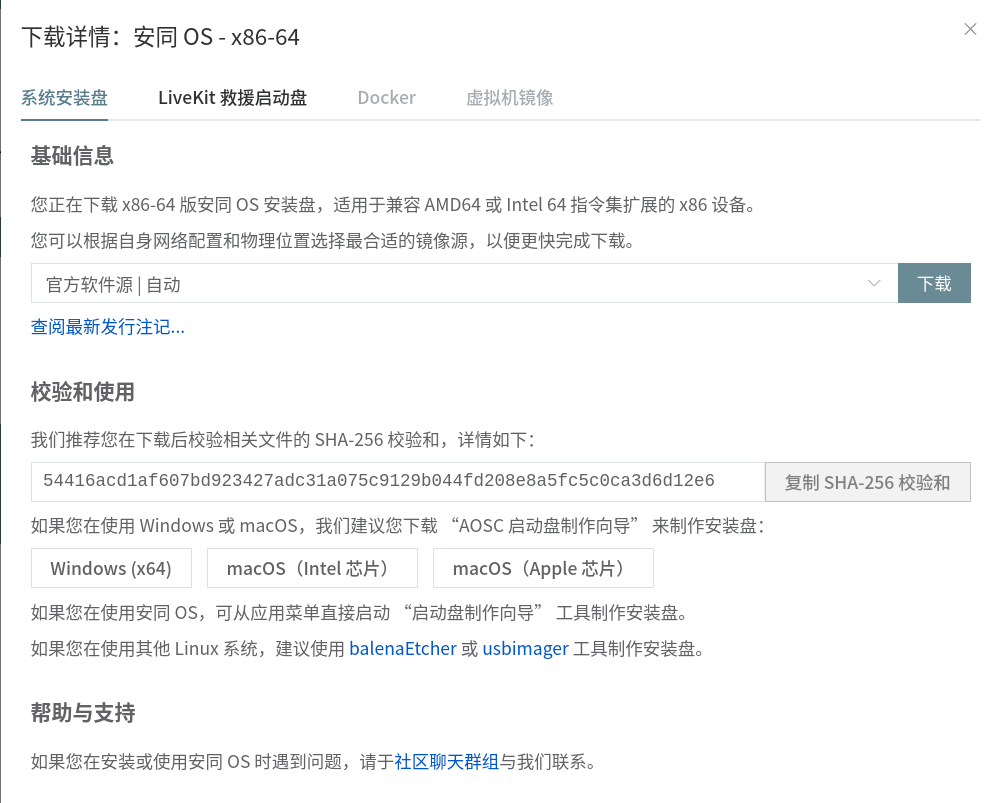 下载详情：安同 OS - x86-64
系统安装盘 LiveKit 救援启动盘 Docker 虚拟机镜像
基础信息
您正在下载 x86-64 版安同 OS 安装盘，适用于兼容 AMD64 或 Intel 64 指令集扩展的 x86 设备。
您可以根据自身网络配置和物理位置选择最合适的镜像源，以便更快完成下载。
官方软件源 | 自动 下载
查阅最新发行注记...
校验和使用
我们推荐您在下载后校验相关文件的 SHA-256 校验和，详情如下：
54416acd1af607bd923427adc31a075c9129b044fd208e8a5fc5c0ca3d6d12e6 复制 SHA-256 校验和
如果您在使用 Windows 或 macOS，我们建议您下载 “AOSC 启动盘制作向导” 来制作安装盘：
Windows (x64) macOS（Intel 芯片） macOS（Apple 芯片）
如果您在使用安同 OS，可从应用菜单直接启动 “启动盘制作向导” 工具制作安装盘。
如果您在使用其他 Linux 系统，建议使用 balenaEtcher 或 usbimager 工具制作安装盘。
帮助与支持
如果您在安装或使用安同 OS 时遇到问题，请于社区聊天群组与我们联系。